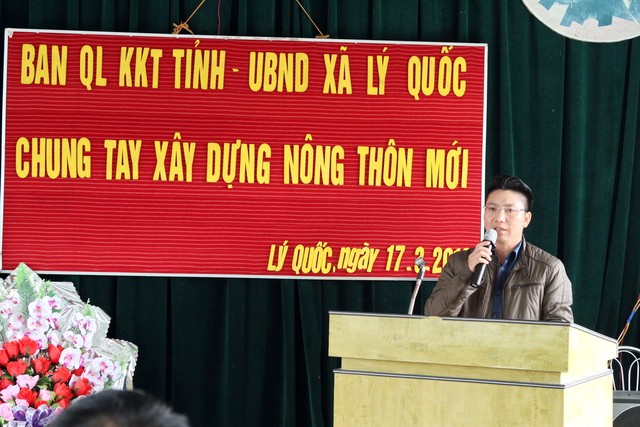 BAN QL KKT TỈNH - UBND XÃ LÝ QUỐC
CHUNG TAY XÂY DỰNG NÔNG THÔN MỚI
LÝ QUỐC, ngày 17.3.